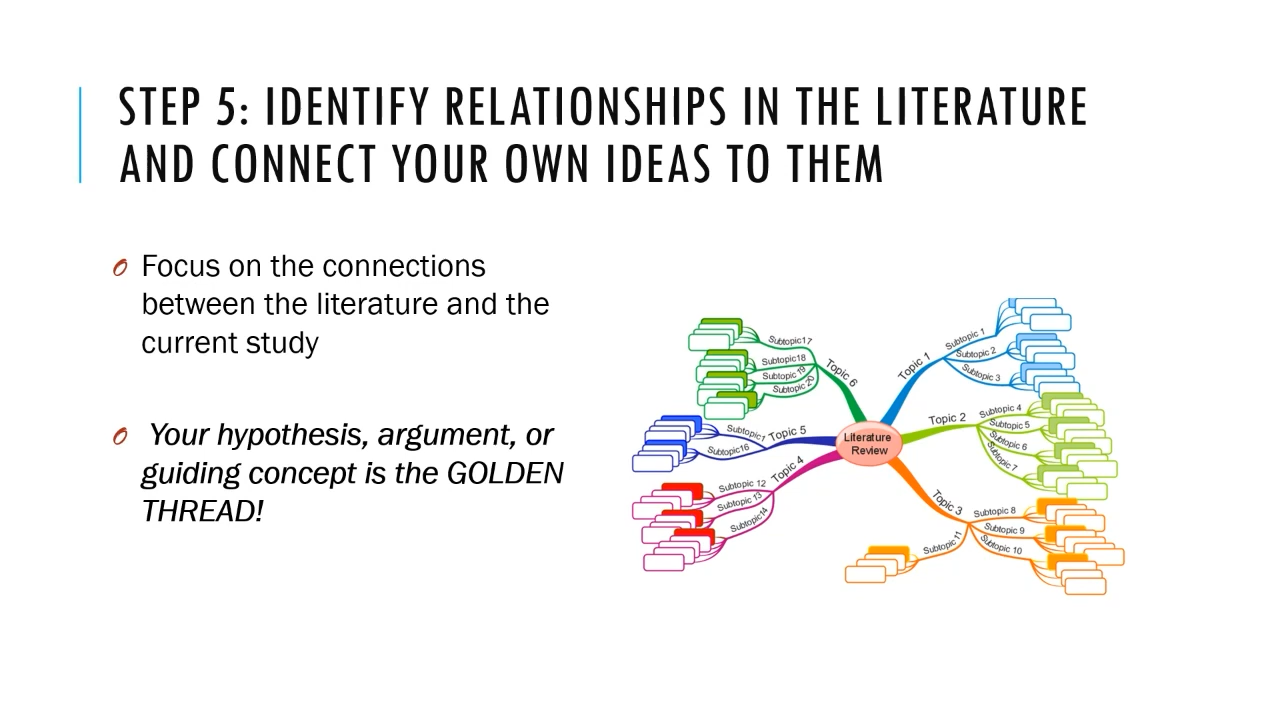 STEP 5: IDENTIFY RELATIONSHIPS IN THE LITERATURE
AND CONNECT YOUR OWN IDEAS TO THEM
Focus on the connections
between the literature and the
current study
Your hypothesis, argument, or
guiding concept is the GOLDEN
THREAD!
Literature
Review
Topic 1
Subtopic 1
Subtopic 2
Subtopic 3
Topic 2
Subtopic 4
Subtopic 5
Subtopic 6
Subtopic 7
Topic 3
Subtopic 8
Subtopic 9
Subtopic 10
Subtopic 11
Topic 4
Subtopic 12
Subtopic 13
Subtopic14
Topic 5
Subtopic1
Subtopic16
Topic 6
Subtopic17
Subtopic18
Subtopic 19
Subtopic 20